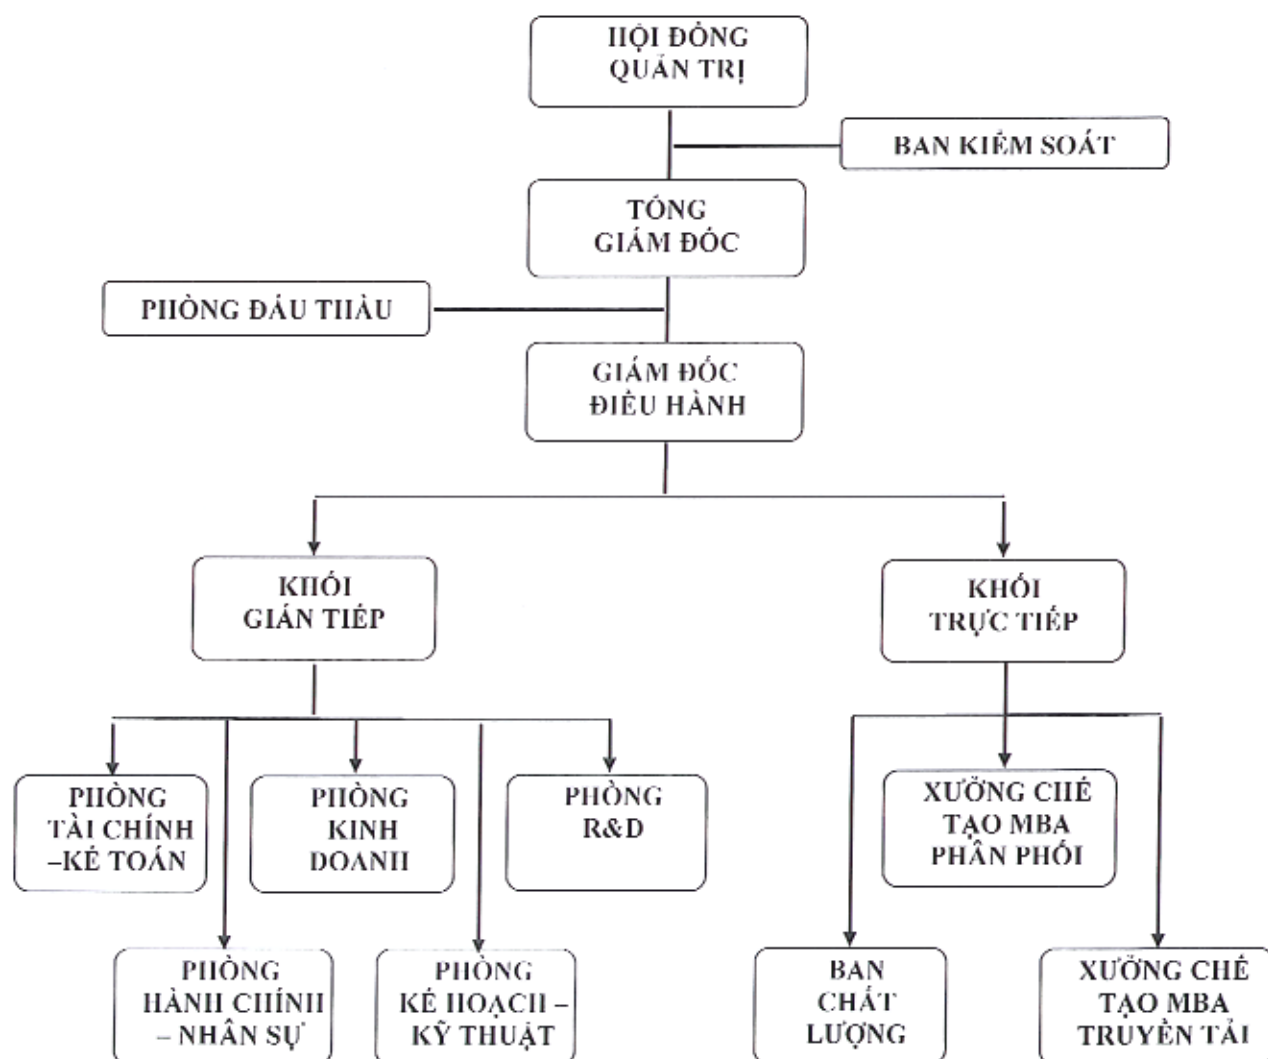 HỘI ĐỒNG
QUẢN TRỊ
BAN KIỂM SOÁT
TỔNG
GIÁM ĐỐC
PHÒNG ĐẤU THẦU
GIÁM ĐỐC
ĐIỀU HÀNH
KHỐI
GIÁN TIẾP
KHỐI
TRỰC TIẾP
PHÒNG
TÀI CHÍNH
–KẾ TOÁN
PHÒNG
KINH
DOANH
PHÒNG
R&D
XƯỞNG CHẾ
TẠO MBA
PHÂN PHỐI
PHÒNG
HÀNH CHÍNH
– NHÂN SỰ
PHÒNG
KẾ HOẠCH –
KỸ THUẬT
BAN
CHẤT
LƯỢNG
XƯỞNG CHẾ
TẠO MBA
TRUYỀN TẢI